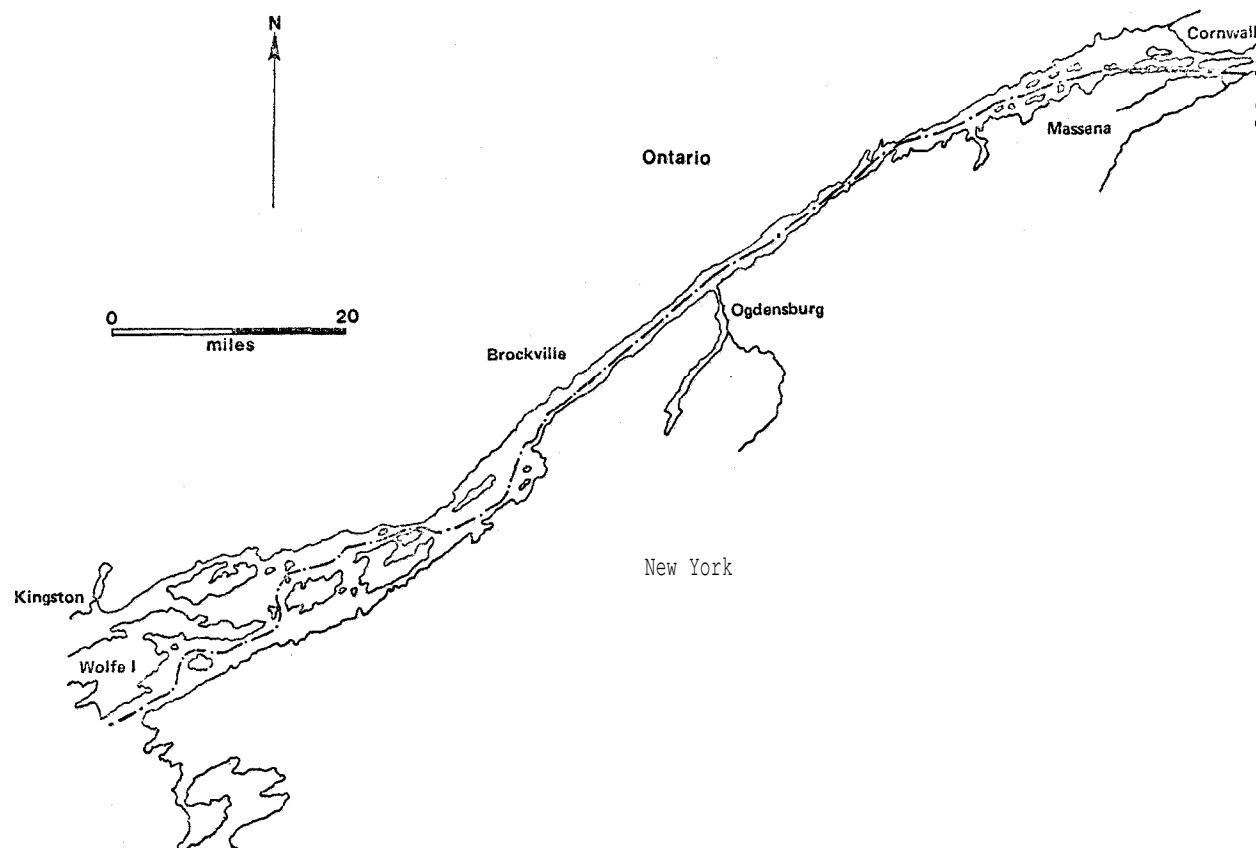 N
Cornwall
Massena
Ontario
0 20
miles
Ogdensburg
Brockville
New York
Kingston
Wolfe I